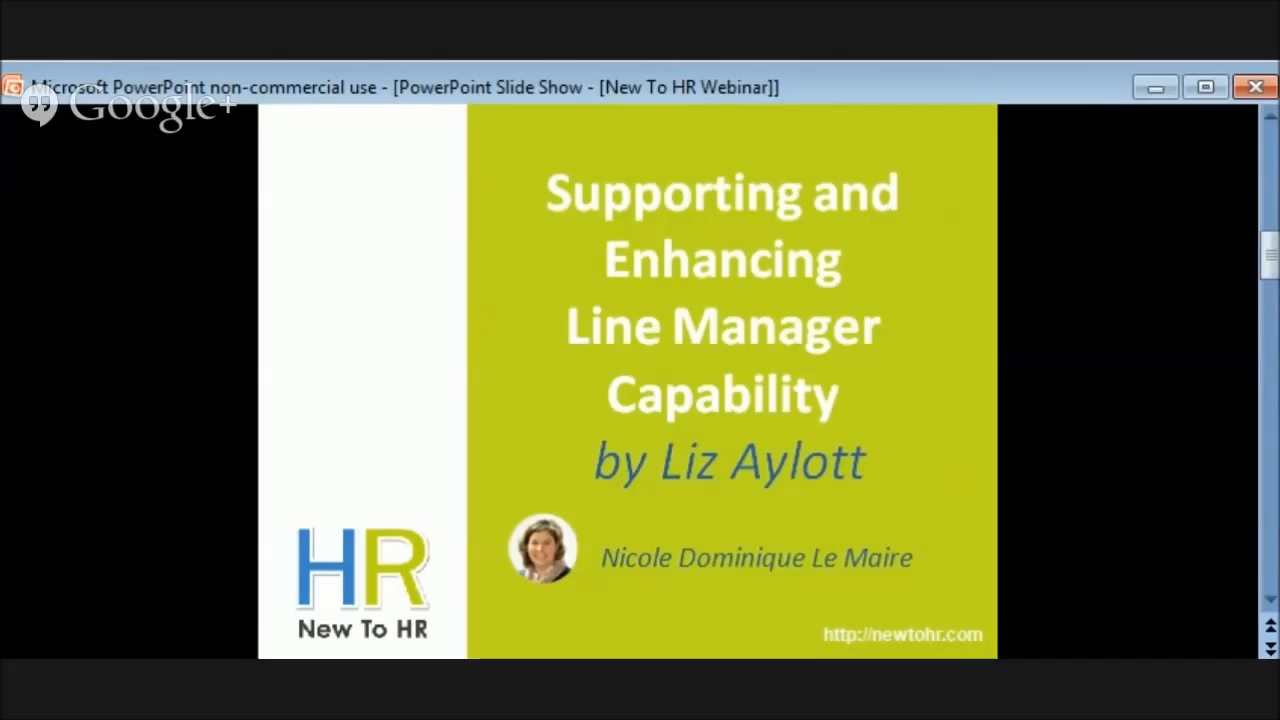 Microsoft PowerPoint non-commercial use - [PowerPoint Slide Show - [New To HR Webinar]]
Google+
Supporting and
Enhancing
Line Manager
Capability
by Liz Aylott
Nicole Dominique Le Maire
HR
New To HR
http://newtohr.com